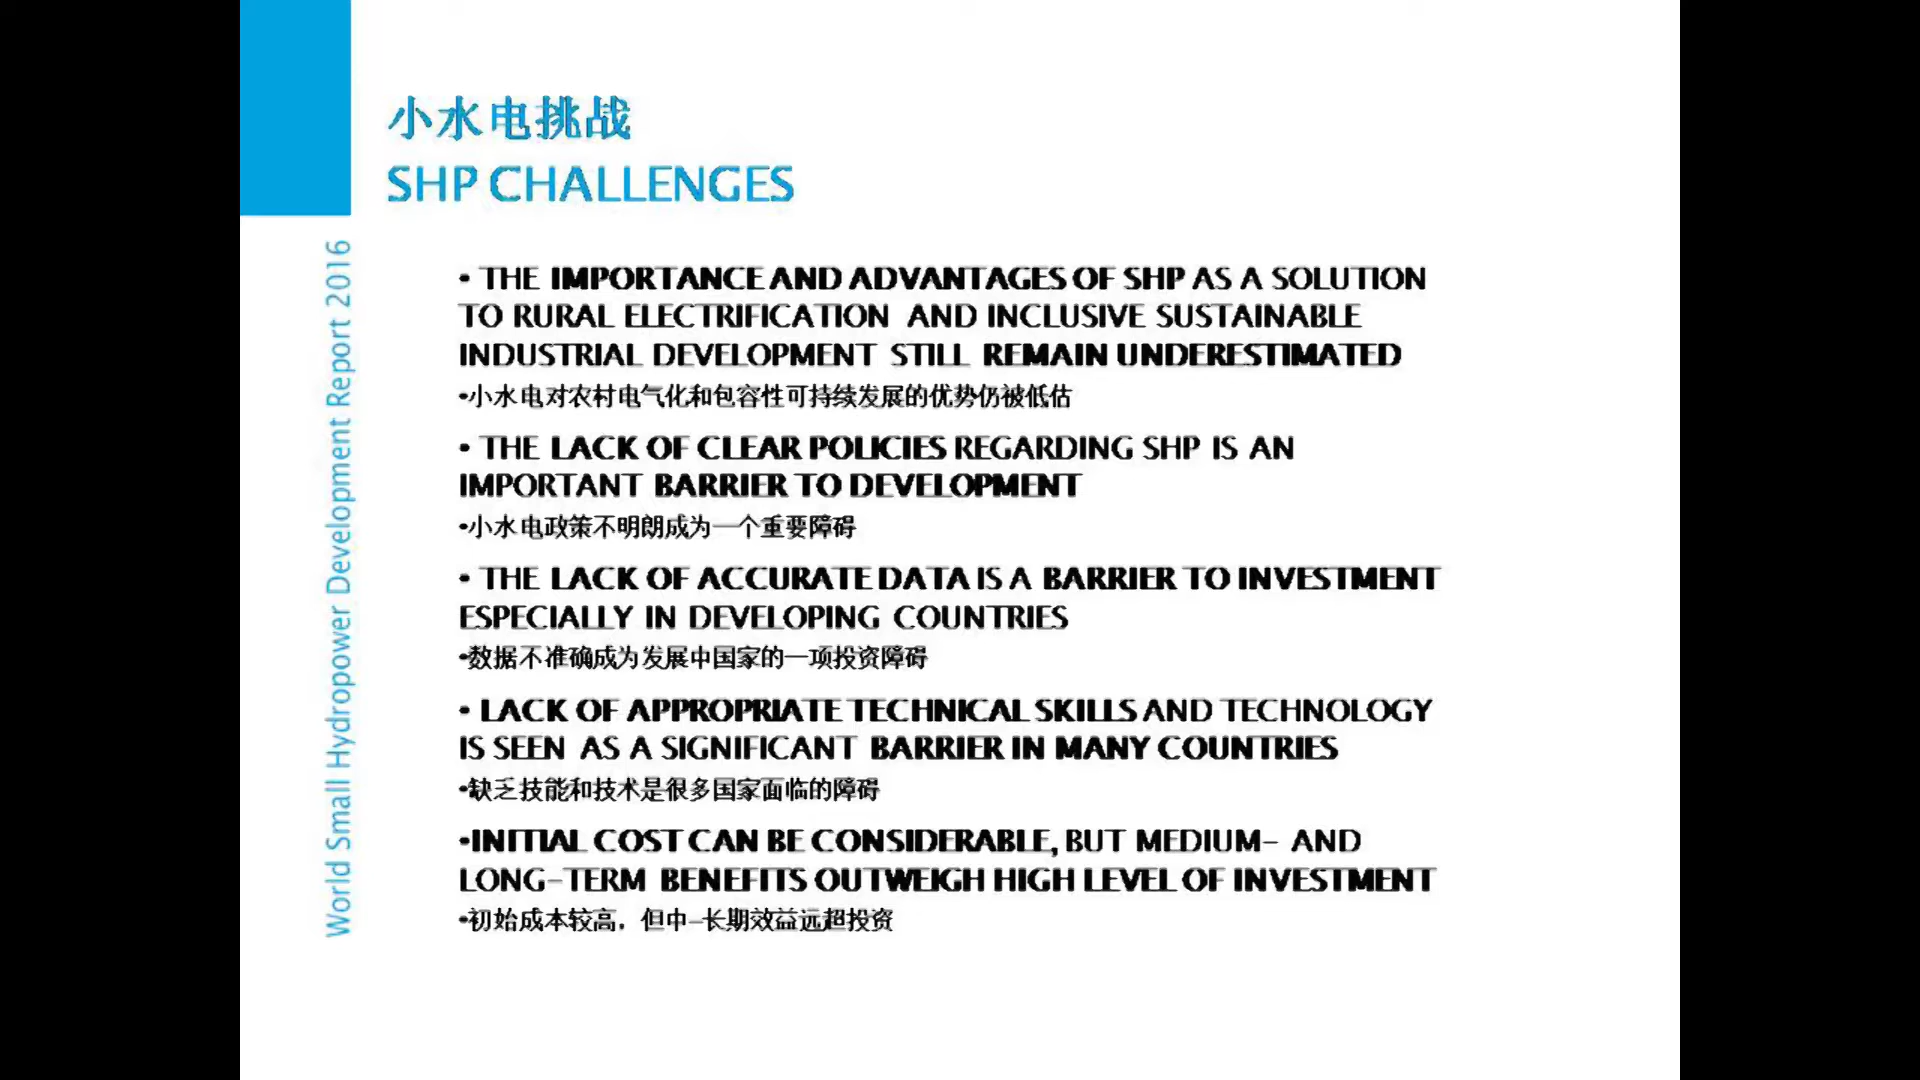 小水电挑战
SHP CHALLENGES
World Small Hydropower Development Report 2016
• THE IMPORTANCE AND ADVANTAGES OF SHP AS A SOLUTION
TO RURAL ELECTRIFICATION AND INCLUSIVE SUSTAINABLE
INDUSTRIAL DEVELOPMENT STILL REMAIN UNDERESTIMATED
•小水电对农村电气化和包容性可持续发展的优势仍被低估
• THE LACK OF CLEAR POLICIES REGARDING SHP IS AN
IMPORTANT BARRIER TO DEVELOPMENT
•小水电政策不明朗成为一个重要障碍
• THE LACK OF ACCURATE DATA IS A BARRIER TO INVESTMENT
ESPECIALLY IN DEVELOPING COUNTRIES
•数据不准确成为发展中国家的一项投资障碍
• LACK OF APPROPRIATE TECHNICAL SKILLS AND TECHNOLOGY
IS SEEN AS A SIGNIFICANT BARRIER IN MANY COUNTRIES
•缺乏技能和技术是很多国家面临的障碍
•INITIAL COST CAN BE CONSIDERABLE, BUT MEDIUM- AND
LONG-TERM BENEFITS OUTWEIGH HIGH LEVEL OF INVESTMENT
•初始成本较高，但中-长期效益远超投资